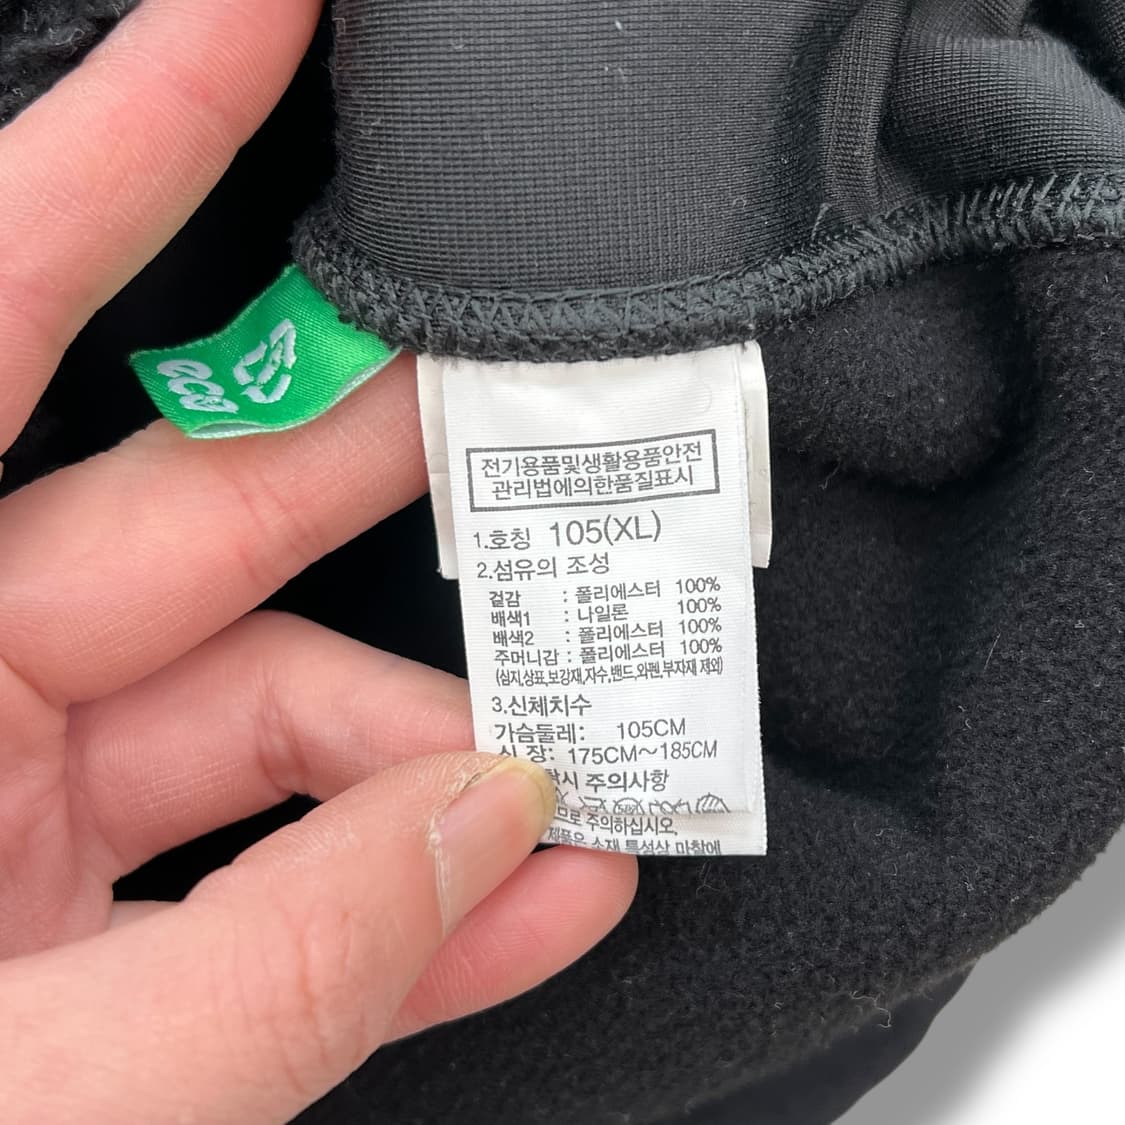 eco
전기용품및생활용품안전
관리법에의한품질표시
1.호칭 105(XL)
2.섬유의 조성
겉감 : 폴리에스터 100%
배색1 : 나일론 100%
배색2 : 폴리에스터 100%
주머니감 : 폴리에스터 100%
(심지,상표,보강재,자수,밴드,와펜,부자재 제외)
3.신체치수
가슴둘레: 105CM
신 장: 175CM~185CM
주의사항
주의하십시오,
제품은 소재 특성상 마찰에